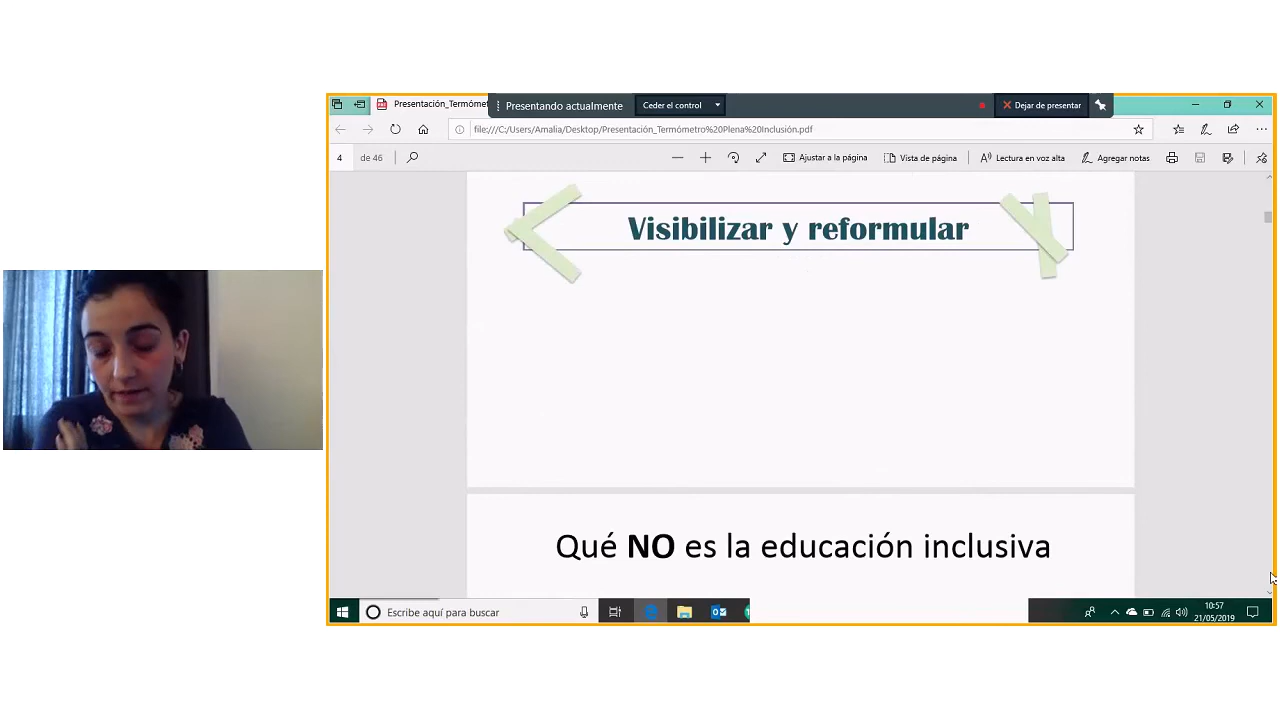 Presentación_Termómet
Presentando actualmente
Ceder el control
Dejar de presentar
file:///C:/Users/Amalia/Desktop/Presentación_Termómetro%20Plena%20Inclusión.pdf
4 de 46
Ajustar a la página
Vista de página
Lectura en voz alta
Agregar notas
Visibilizar y reformular
Qué NO es la educación inclusiva
Escribe aquí para buscar
10:57
21/05/2019